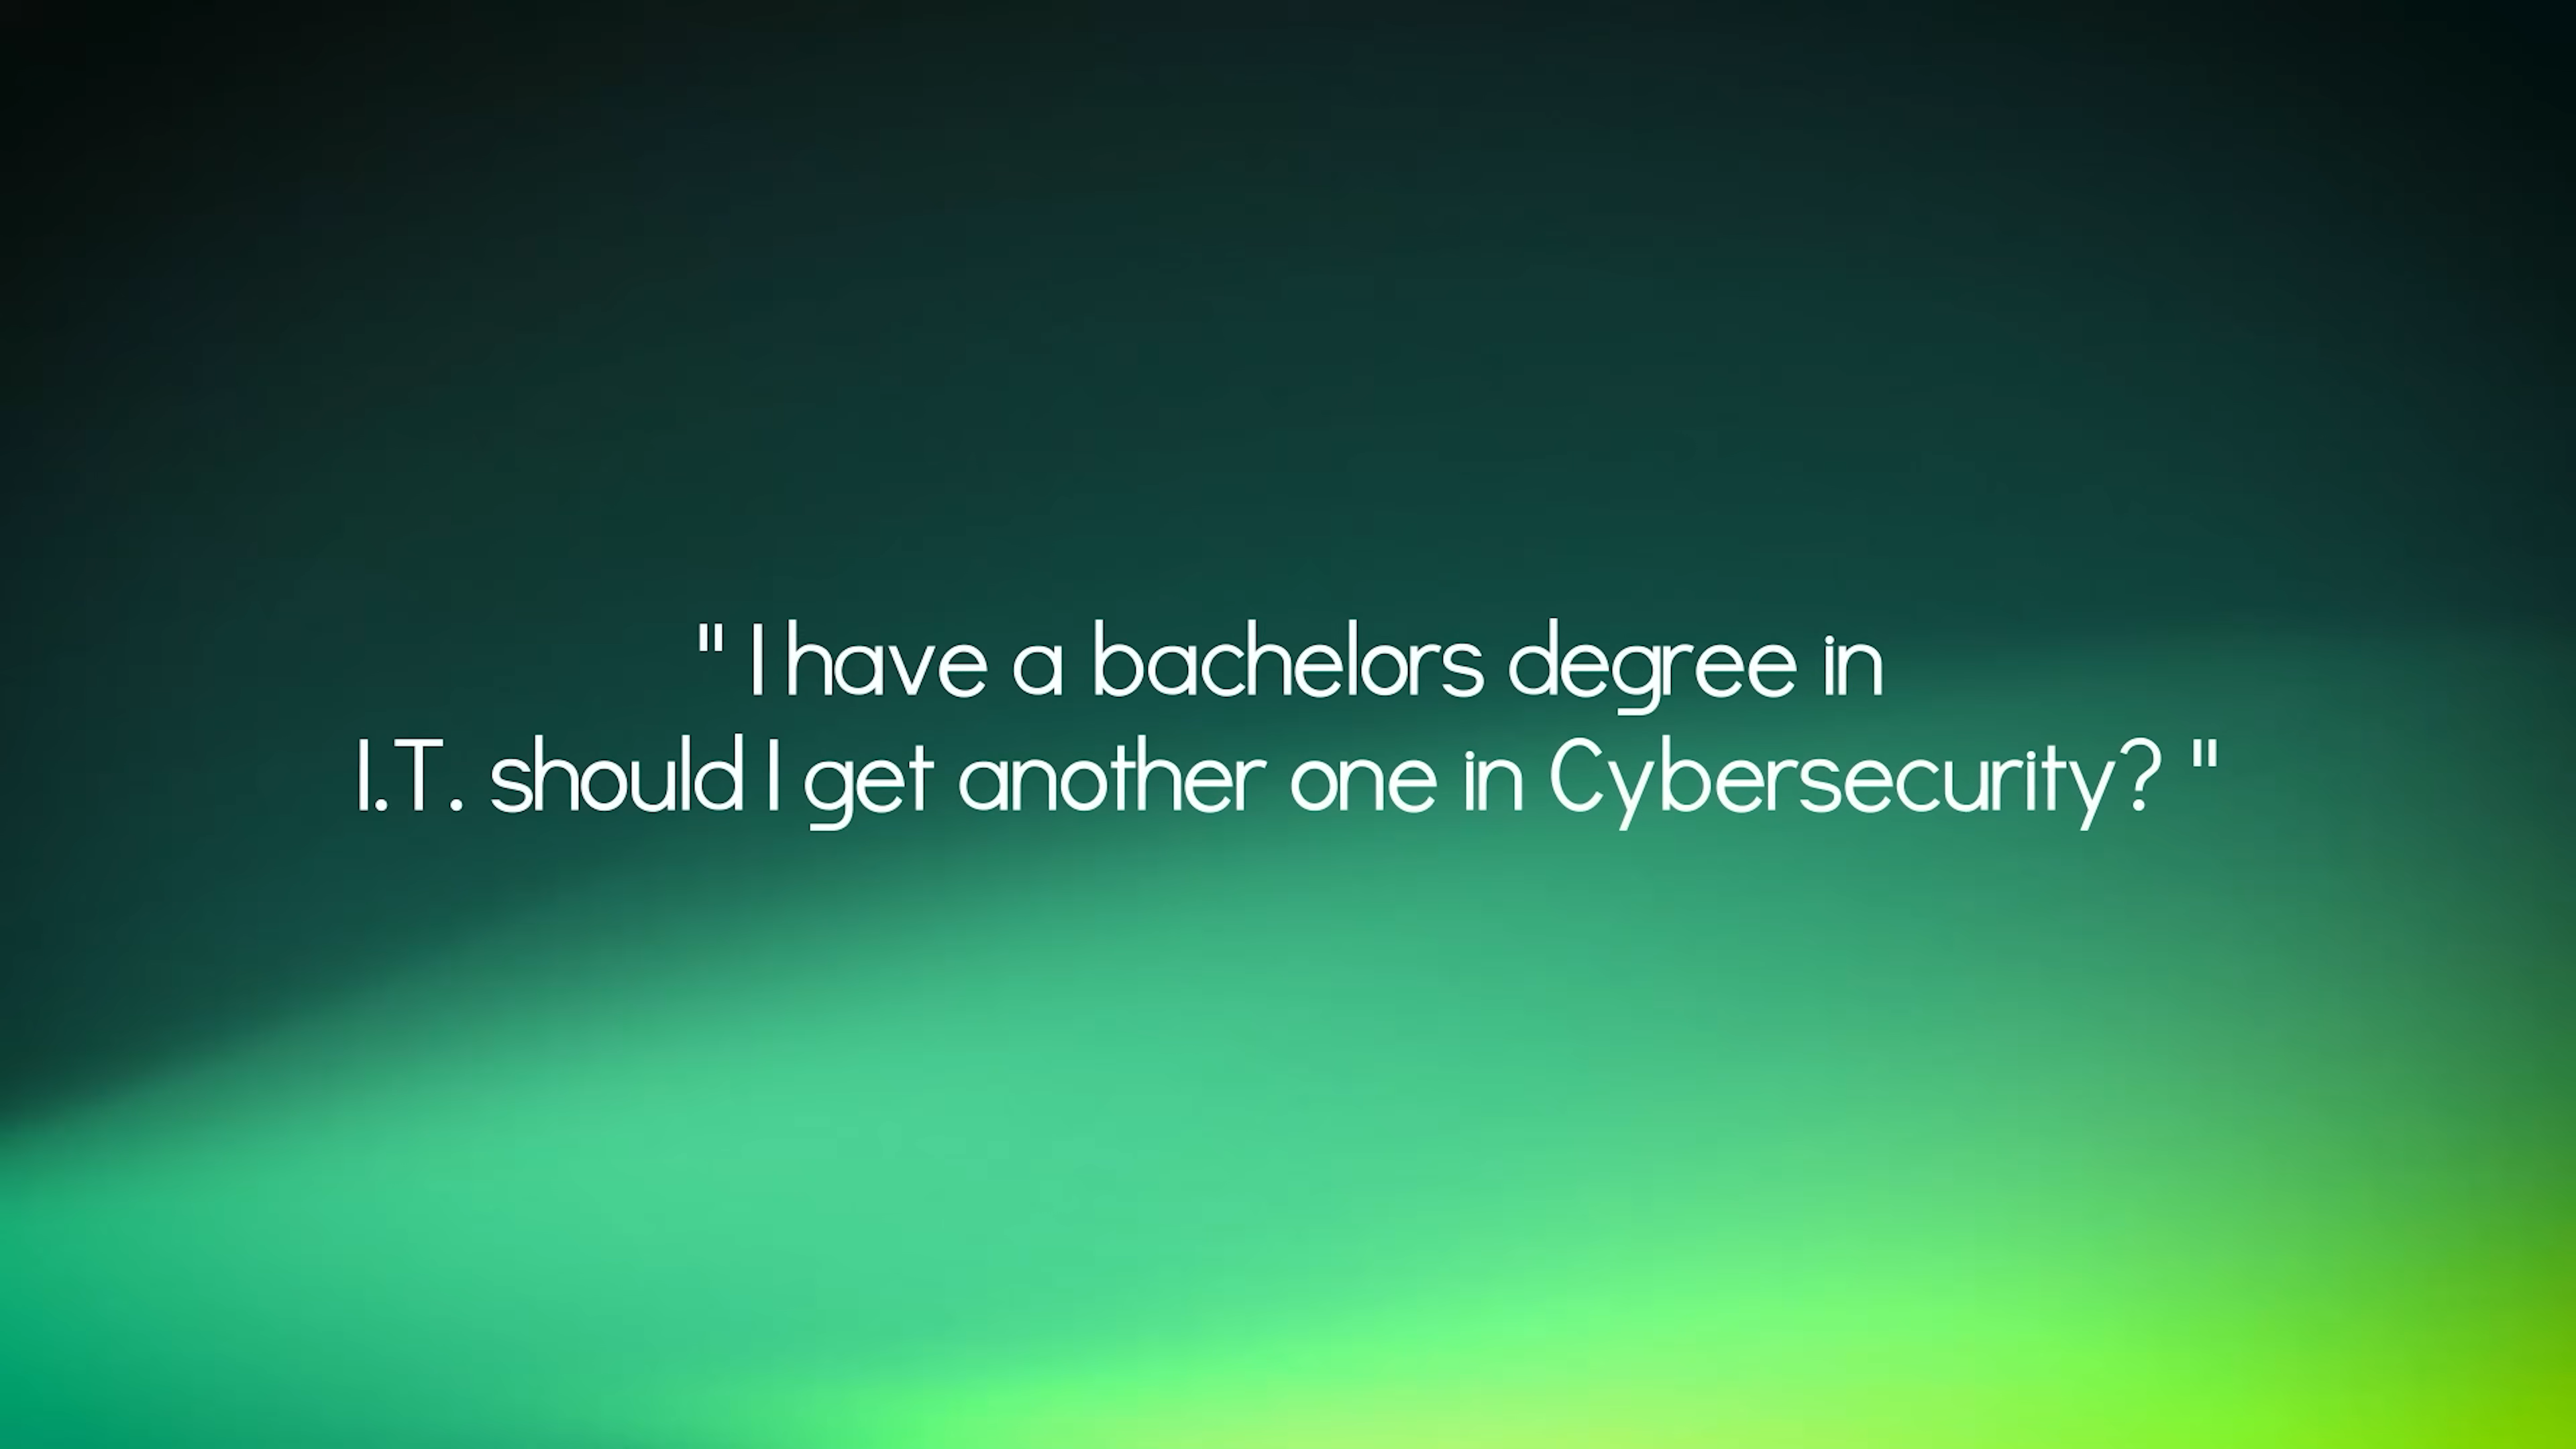 " I have a bachelors degree in
I.T. should I get another one in Cybersecurity? "